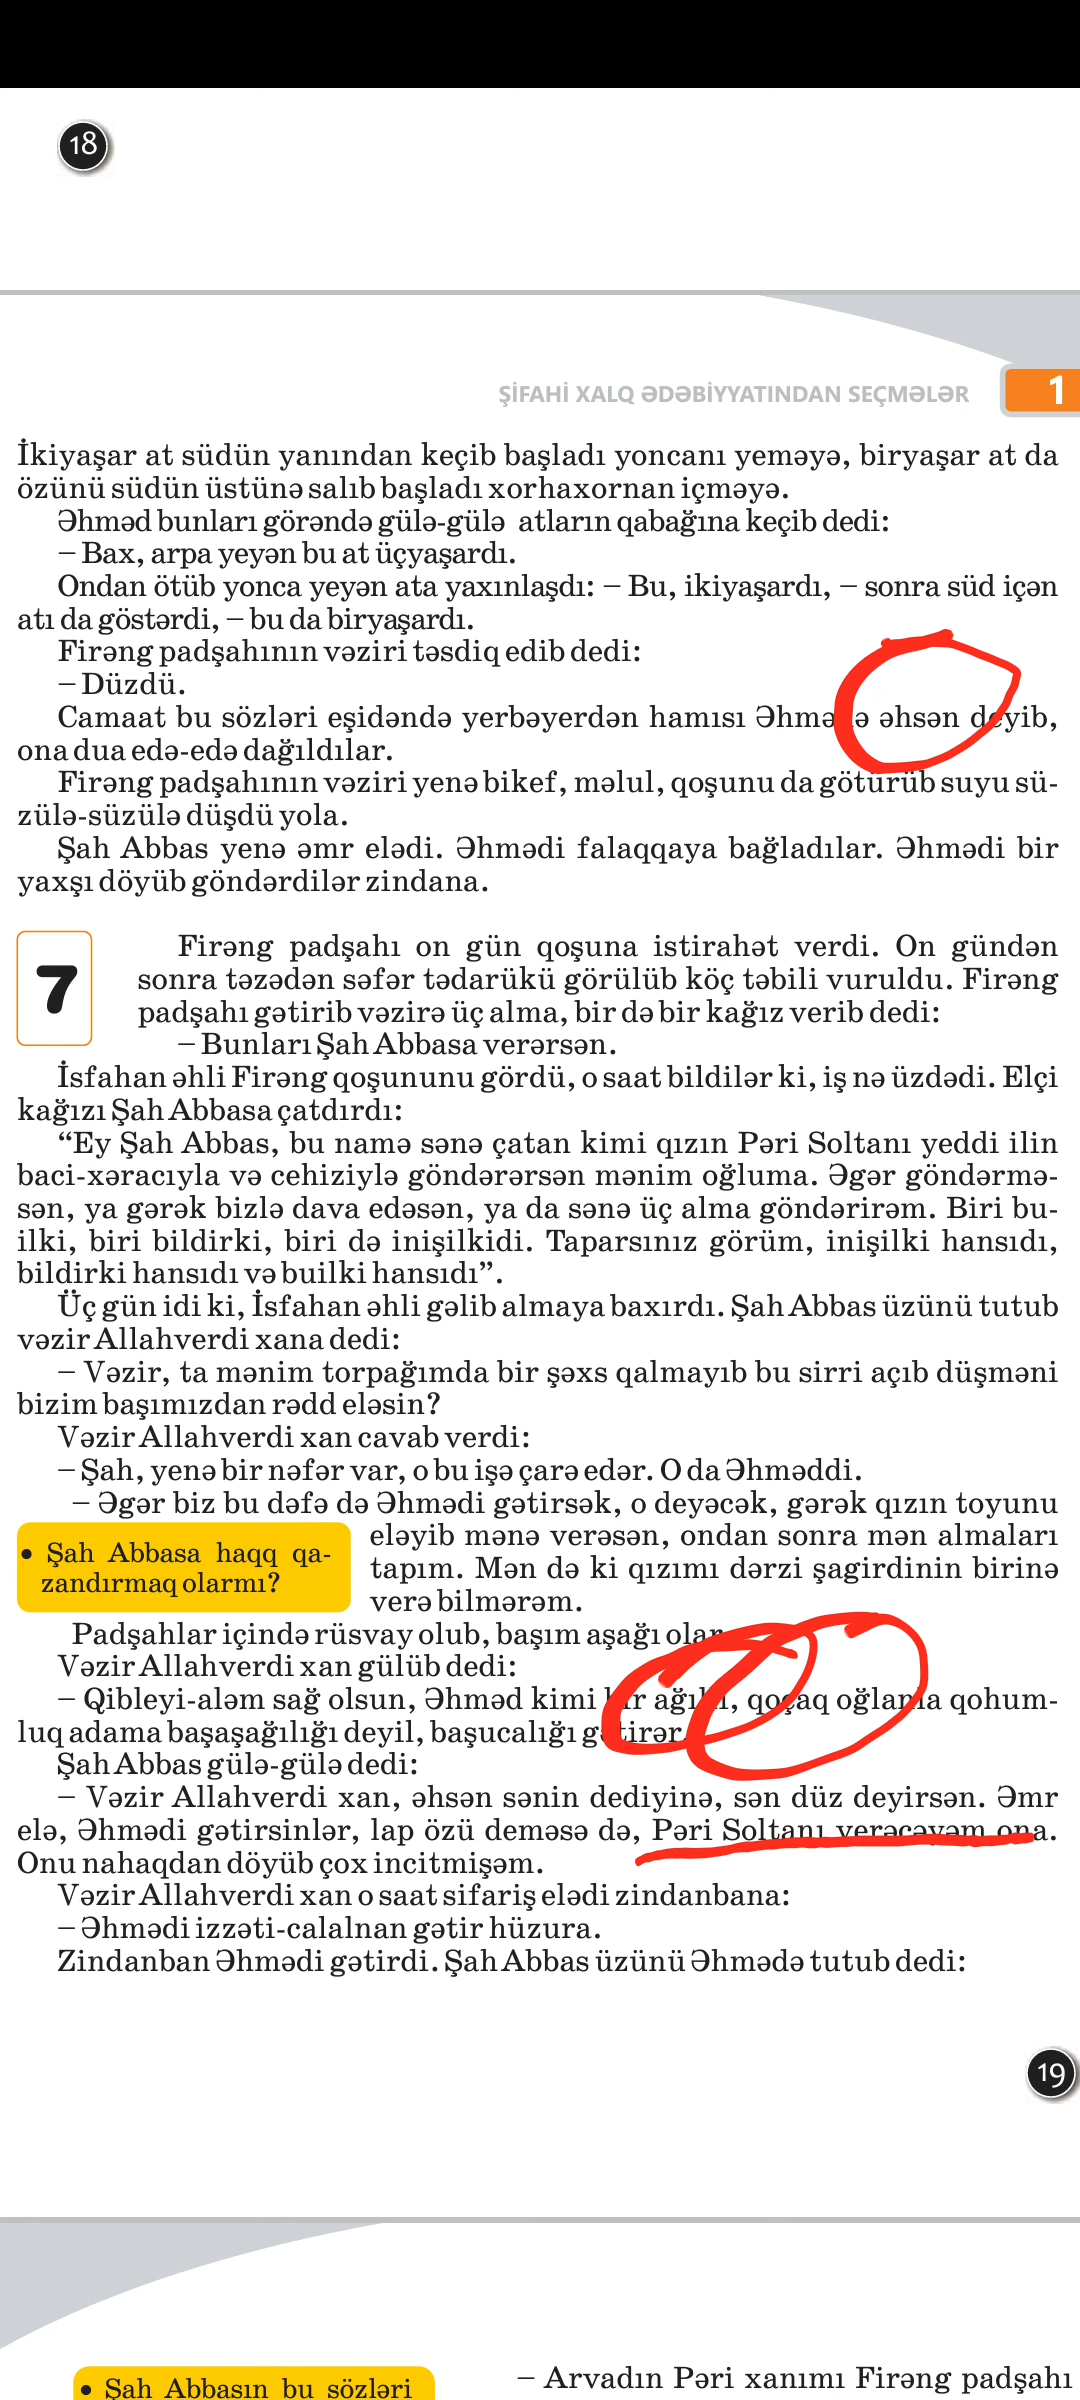 18
ŞİFAHİ XALQ ƏDƏBİYYATINDAN SEÇMƏLƏR
1
İkiyaşar at südün yanından keçib başladı yoncanı yeməyə, biryaşar at da
özünü südün üstünə salıb başladı xorhaxornan içməyə.
Əhməd bunları görəndə gülə-gülə atların qabağına keçib dedi:
– Bax, arpa yeyən bu at üçyaşardı.
Ondan ötüb yonca yeyən ata yaxınlaşdı: – Bu, ikiyaşardı, – sonra süd içən
atı da göstərdi, – bu da biryaşardı.
Firəng padşahının vəziri təsdiq edib dedi:
– Düzdü.
Camaat bu sözləri eşidəndə yerbəyerdən hamısı Əhmədə əhsən deyib,
ona dua edə-edə dağıldılar.
Firəng padşahının vəziri yenə bikef, məlul, qoşunu da götürüb suyu sü-
zülə-süzülə düşdü yola.
Şah Abbas yenə əmr elədi. Əhmədi falaqqaya bağladılar. Əhmədi bir
yaxşı döyüb göndərdilər zindana.
7
Firəng padşahı on gün qoşuna istirahət verdi. On gündən
sonra təzədən səfər tədarükü görülüb köç təbili vuruldu. Firəng
padşahı gətirib vəzirə üç alma, bir də bir kağız verib dedi:
– Bunları Şah Abbasa verərsən.
İsfahan əhli Firəng qoşununu gördü, o saat bildilər ki, iş nə üzdədi. Elçi
kağızı Şah Abbasa çatdırdı:
“Ey Şah Abbas, bu namə sənə çatan kimi qızın Pəri Soltanı yeddi ilin
baci-xəracıyla və cehiziylə göndərərsən mənim oğluma. Əgər göndərmə-
sən, ya gərək bizlə dava edəsən, ya da sənə üç alma göndərirəm. Biri bu-
ilki, biri bildirki, biri də inişilkidi. Taparsınız görüm, inişilki hansıdı,
bildirki hansıdı və builki hansıdı”.
Üç gün idi ki, İsfahan əhli gəlib almaya baxırdı. Şah Abbas üzünü tutub
vəzir Allahverdi xana dedi:
– Vəzir, ta mənim torpağımda bir şəxs qalmayıb bu sirri açıb düşməni
bizim başımızdan rədd eləsin?
Vəzir Allahverdi xan cavab verdi:
– Şah, yenə bir nəfər var, o bu işə çarə edər. O da Əhməddi.
– Əgər biz bu dəfə də Əhmədi gətirsək, o deyəcək, gərək qızın toyunu
eləyib mənə verəsən, ondan sonra mən almaları
tapım. Mən də ki qızımı dərzi şagirdinin birinə
verə bilmərəm.
• Şah Abbasa haqq qa-
zandırmaq olarmı?
Padşahlar içində rüsvay olub, başım aşağı olar.
Vəzir Allahverdi xan gülüb dedi:
– Qibleyi-aləm sağ olsun, Əhməd kimi bir ağıllı, qoçaq oğlanla qohum-
luq adama başaşağılığı deyil, başucalığı gətirər.
Şah Abbas gülə-gülə dedi:
– Vəzir Allahverdi xan, əhsən sənin dediyinə, sən düz deyirsən. Əmr
elə, Əhmədi gətirsinlər, lap özü deməsə də, Pəri Soltanı verəcəyəm ona.
Onu nahaqdan döyüb çox incitmişəm.
Vəzir Allahverdi xan o saat sifariş elədi zindanbana:
– Əhmədi izzəti-calalnan gətir hüzura.
Zindanban Əhmədi gətirdi. Şah Abbas üzünü Əhmədə tutub dedi:
19
• Şah Abbasın bu sözləri
– Arvadın Pəri xanımı Firəng padşahı